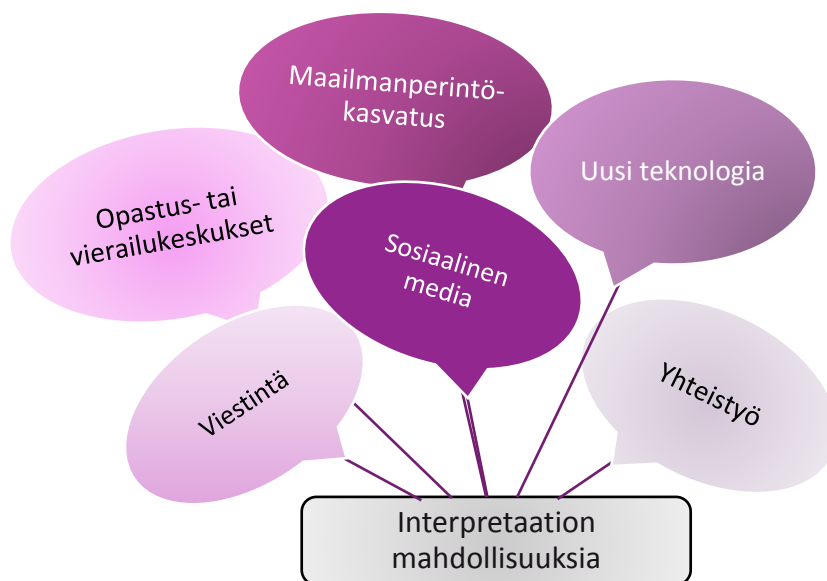 Maailmanperintö-
kasvatus
Uusi teknologia
Opastus- tai
vierailukeskukset
Sosiaalinen
media
Viestintä
Yhteistyö
Interpretaation
mahdollisuuksia